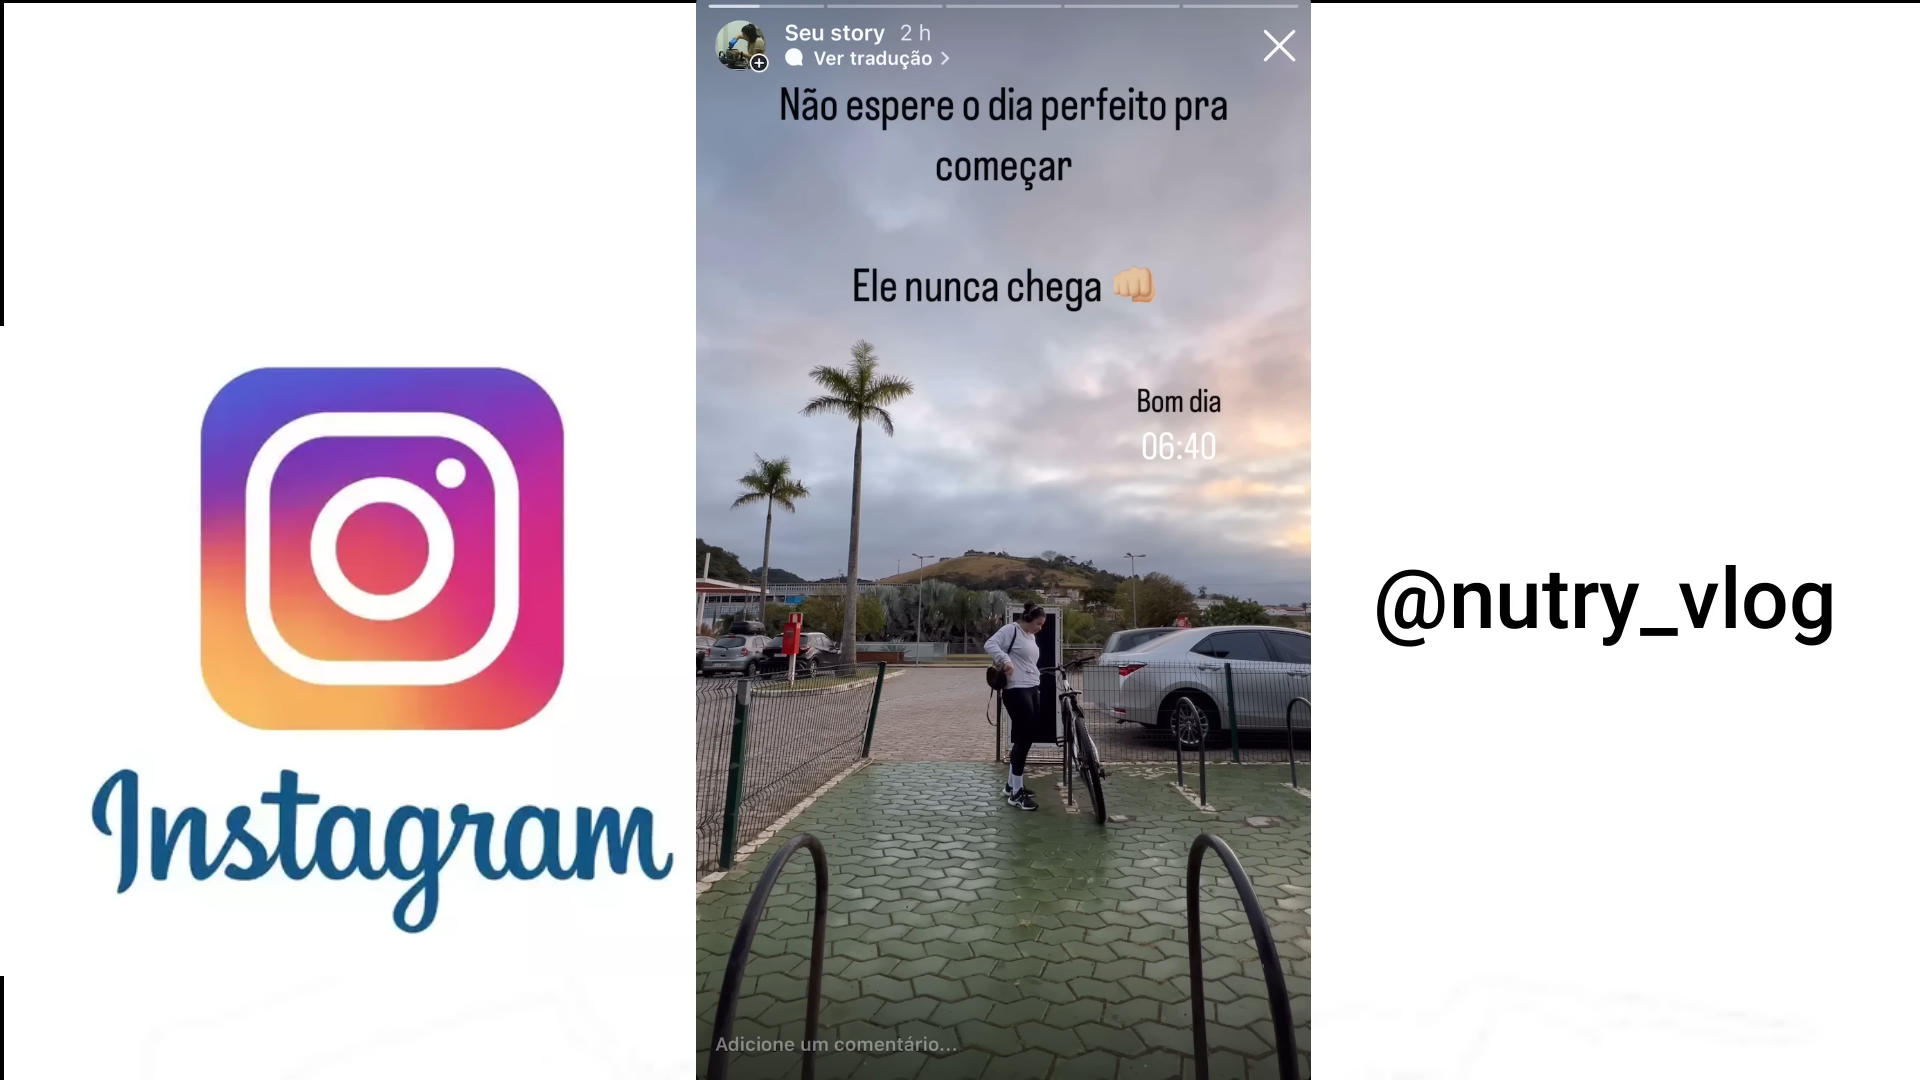 Seu story 2 h
Ver tradução
Não espere o dia perfeito pra
começar
Ele nunca chega 👊🏼
Bom dia
06:40
Instagram
@nutry_vlog
Adicione um comentário...